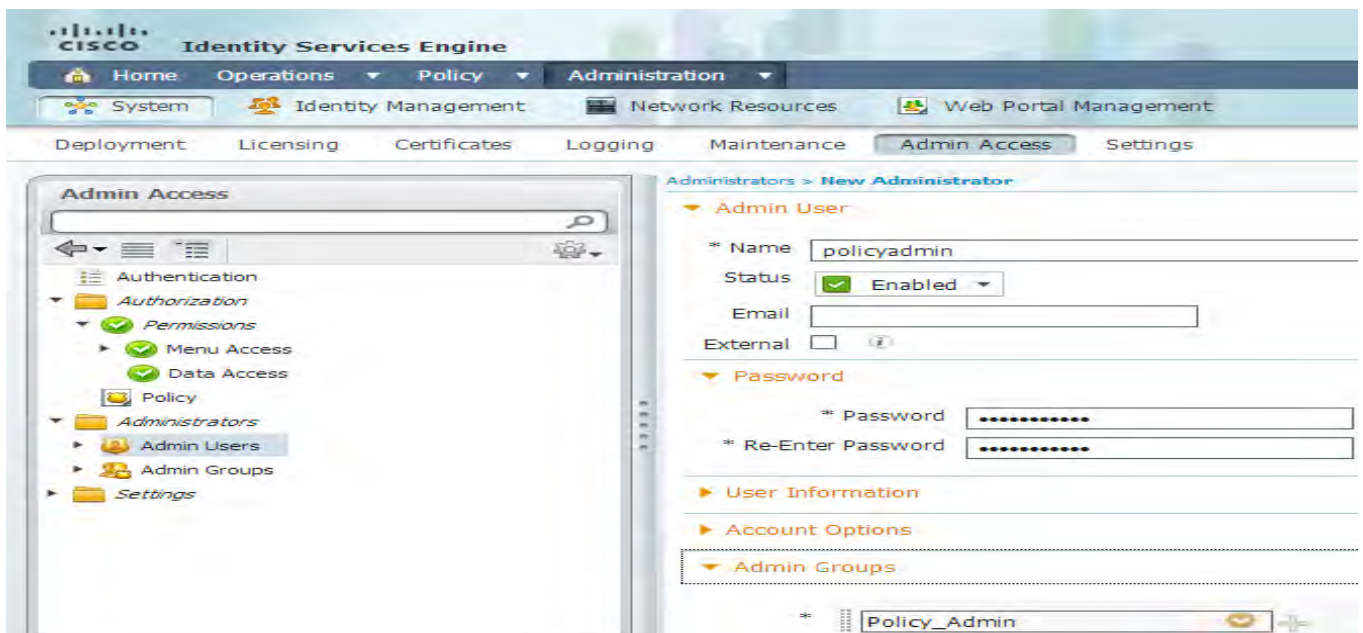 CISCO Identity Services Engine
Home Operations Policy Administration
System Identity Management Network Resources Web Portal Management
Deployment Licensing Certificates Logging Maintenance Admin Access Settings
Admin Access
Authentication
Authorization
Permissions
Menu Access
Data Access
Policy
Administrators
Admin Users
Admin Groups
Settings
Administrators > New Administrator
Admin User
* Name policyadmin
Status Enabled
Email
External
Password
* Password •••••••••••
* Re-Enter Password •••••••••••
User Information
Account Options
Admin Groups
* Policy_Admin